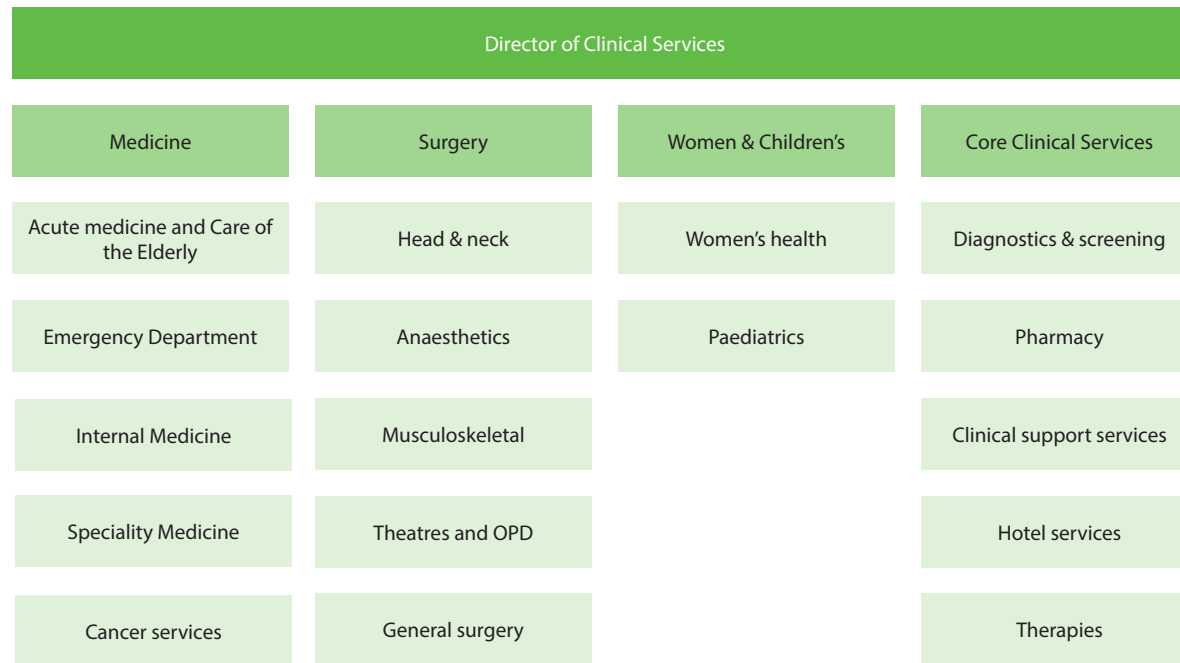 Director of Clinical Services
Medicine
Surgery
Women & Children’s
Core Clinical Services
Acute medicine and Care of
the Elderly
Head & neck
Women’s health
Diagnostics & screening
Emergency Department
Anaesthetics
Paediatrics
Pharmacy
Internal Medicine
Musculoskeletal
Clinical support services
Speciality Medicine
Theatres and OPD
Hotel services
Cancer services
General surgery
Therapies